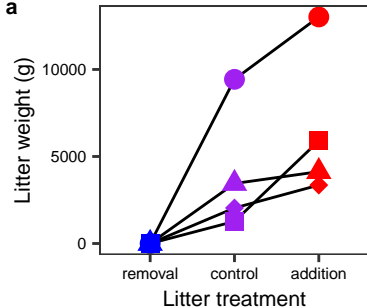 a
Litter weight (g)
10000
5000
0
removal control addition
Litter treatment